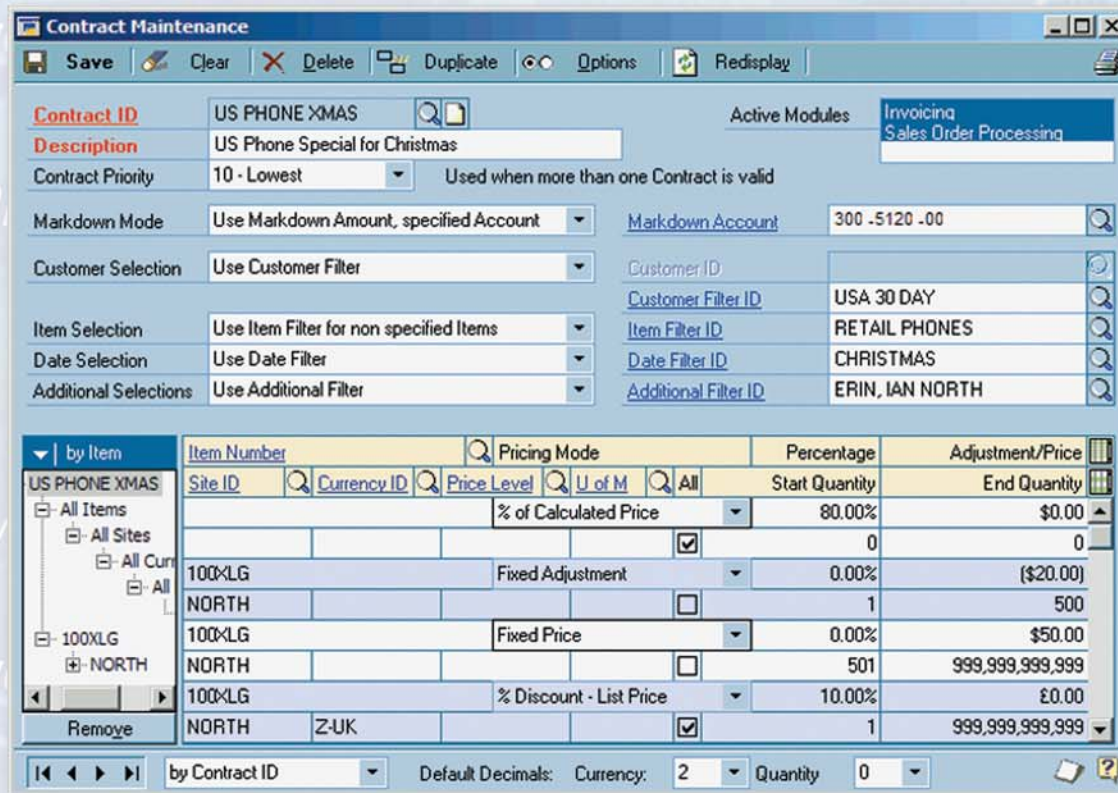 Contract Maintenance
Save Clear Delete Duplicate Options Redisplay
Contract ID US PHONE XMAS Active Modules Invoicing
Sales Order Processing
Description US Phone Special for Christmas
Contract Priority 10 - Lowest Used when more than one Contract is valid
Markdown Mode Use Markdown Amount, specified Account Markdown Account 300 -5120 -00
Customer Selection Use Customer Filter Customer ID
Customer Filter ID USA 30 DAY
Item Selection Use Item Filter for non specified Items Item Filter ID RETAIL PHONES
Date Selection Use Date Filter Date Filter ID CHRISTMAS
Additional Selections Use Additional Filter Additional Filter ID ERIN, IAN NORTH
by Item Item Number Pricing Mode Percentage Adjustment/Price
US PHONE XMAS Site ID Currency ID Price Level U of M All Start Quantity End Quantity
All Items % of Calculated Price 80.00% $0.00
All Sites 0 0
All Curr 100XLG Fixed Adjustment 0.00% ($20.00)
All NORTH 1 500
100XLG 100XLG Fixed Price 0.00% $50.00
NORTH NORTH 501 999,999,999,999
100XLG % Discount - List Price 10.00% £0.00
Remove NORTH Z-UK 1 999,999,999,999
by Contract ID Default Decimals: Currency: 2 Quantity 0